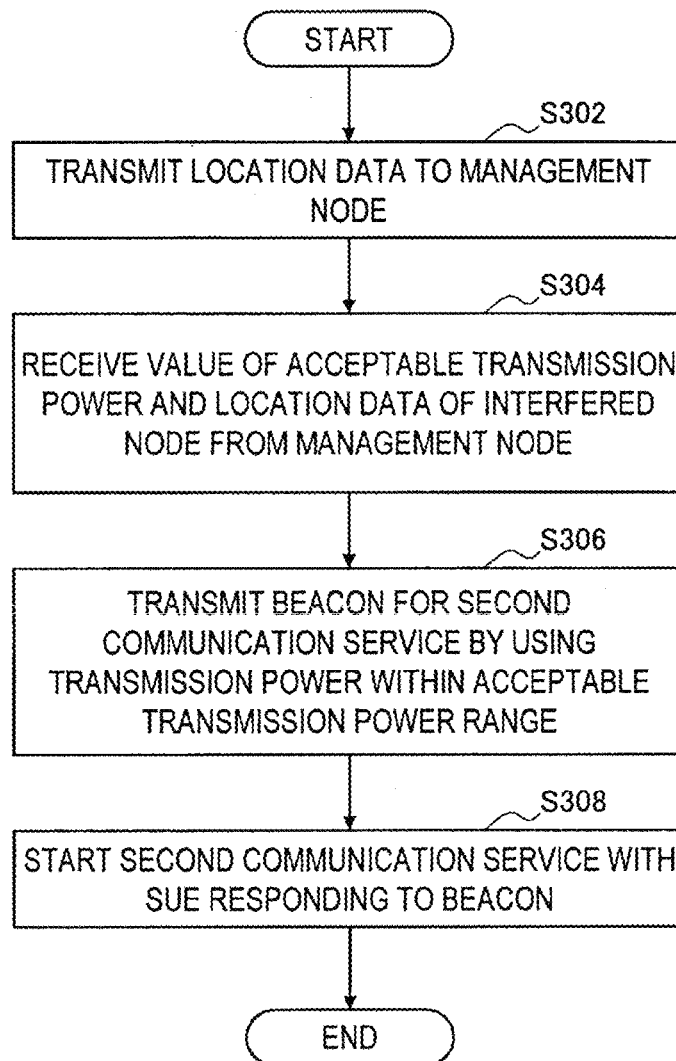 START
S302
TRANSMIT LOCATION DATA TO MANAGEMENT
NODE
S304
RECEIVE VALUE OF ACCEPTABLE TRANSMISSION
POWER AND LOCATION DATA OF INTERFERED
NODE FROM MANAGEMENT NODE
S306
TRANSMIT BEACON FOR SECOND
COMMUNICATION SERVICE BY USING
TRANSMISSION POWER WITHIN ACCEPTABLE
TRANSMISSION POWER RANGE
S308
START SECOND COMMUNICATION SERVICE WITH
SUE RESPONDING TO BEACON
END